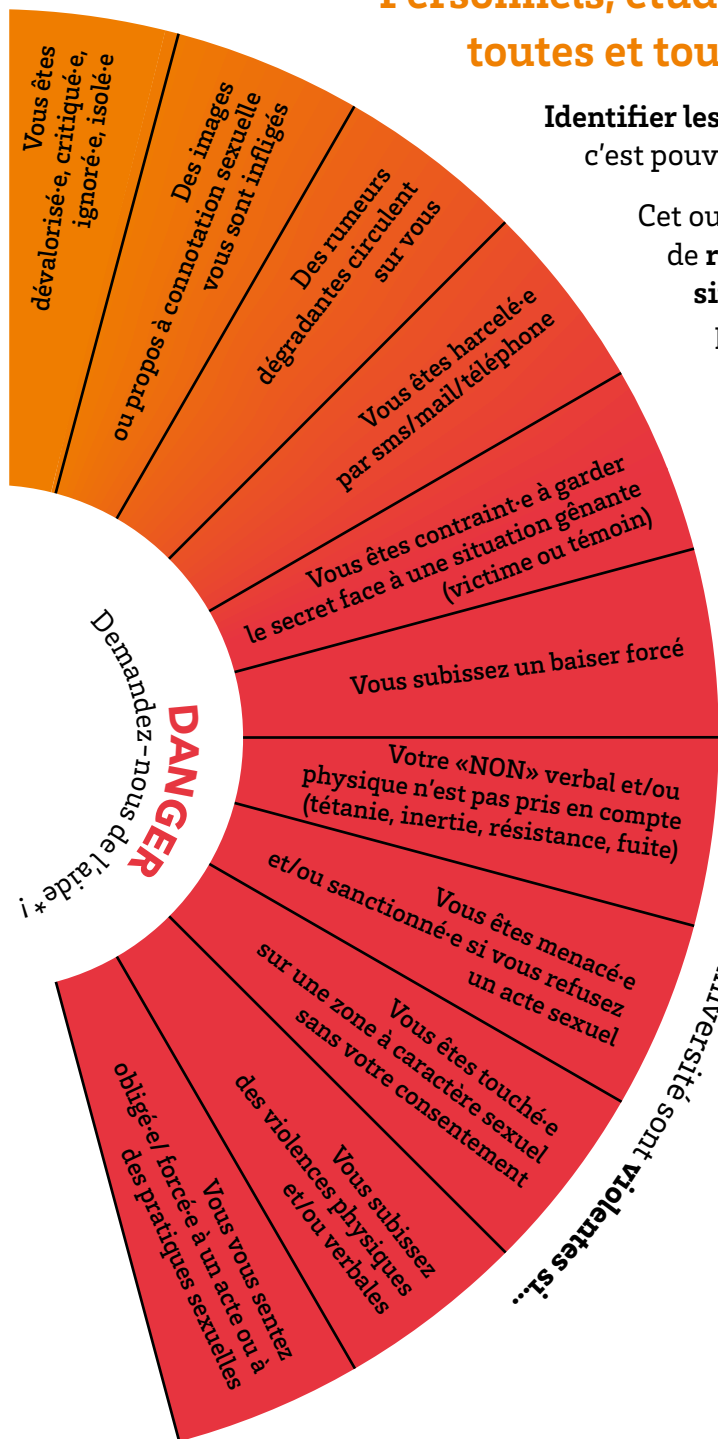 toutes et
Identifier les
c'est
Cet
de
Vous êtes
dévalorisé·e, critiqué·e,
ignoré·e, isolé·e
Des images
ou propos à connotation sexuelle
vous sont infligés
Des rumeurs
dégradantes circulent
sur vous
Vous êtes harcelé·e
par sms/mail/téléphone
Vous êtes contraint·e à garder
le secret face à une situation gênante
(victime ou témoin)
Vous subissez un baiser forcé
Votre «NON» verbal et/ou
physique n'est pas pris en compte
(tétanie, inertie, résistance, fuite)
Vous êtes menacé·e
et/ou sanctionné·e si vous refusez
un acte sexuel
Vous êtes touché·e
sur une zone à caractère sexuel
sans votre consentement
Vous subissez
des violences physiques
et/ou verbales
Vous vous sentez
obligé·e/ forcé·e à un acte ou à
des pratiques sexuelles
DANGER
Demandez-nous de l'aide*!
sont violentes si...